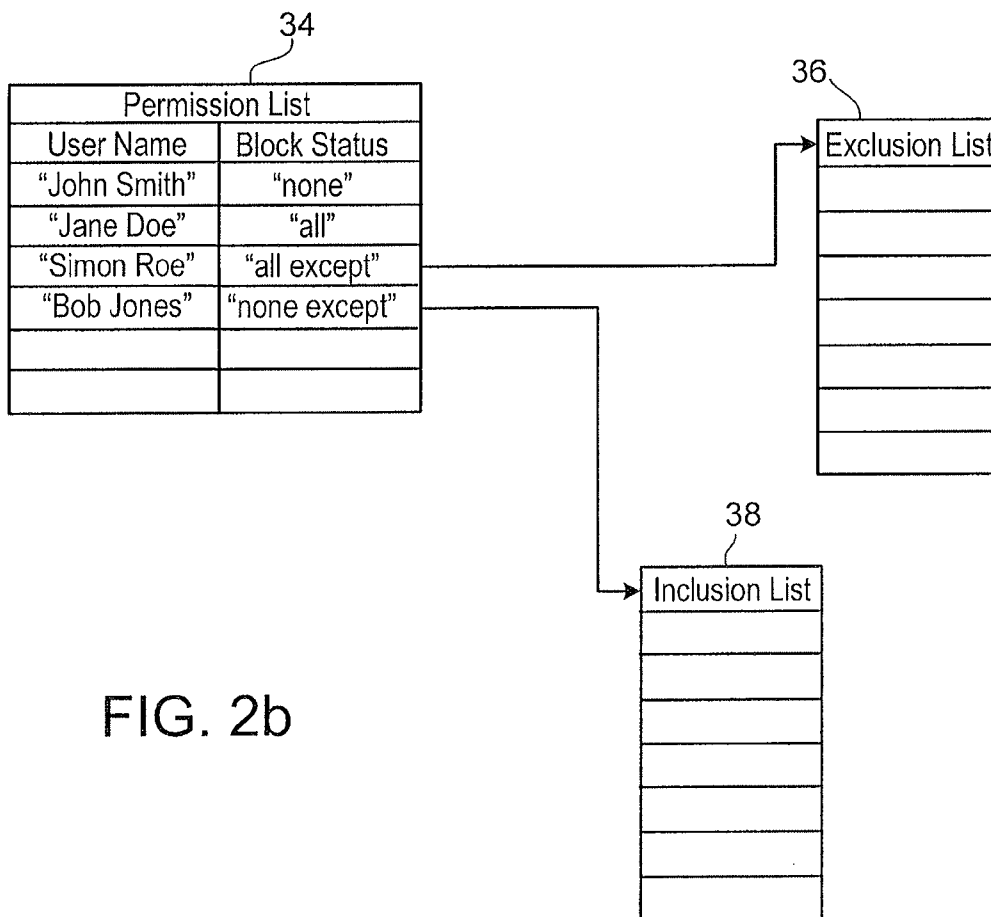 34
Permission List
User Name Block Status
“John Smith” “none”
“Jane Doe” “all”
“Simon Roe” “all except”
“Bob Jones” “none except”
36
Exclusion List
38
Inclusion List
FIG. 2b